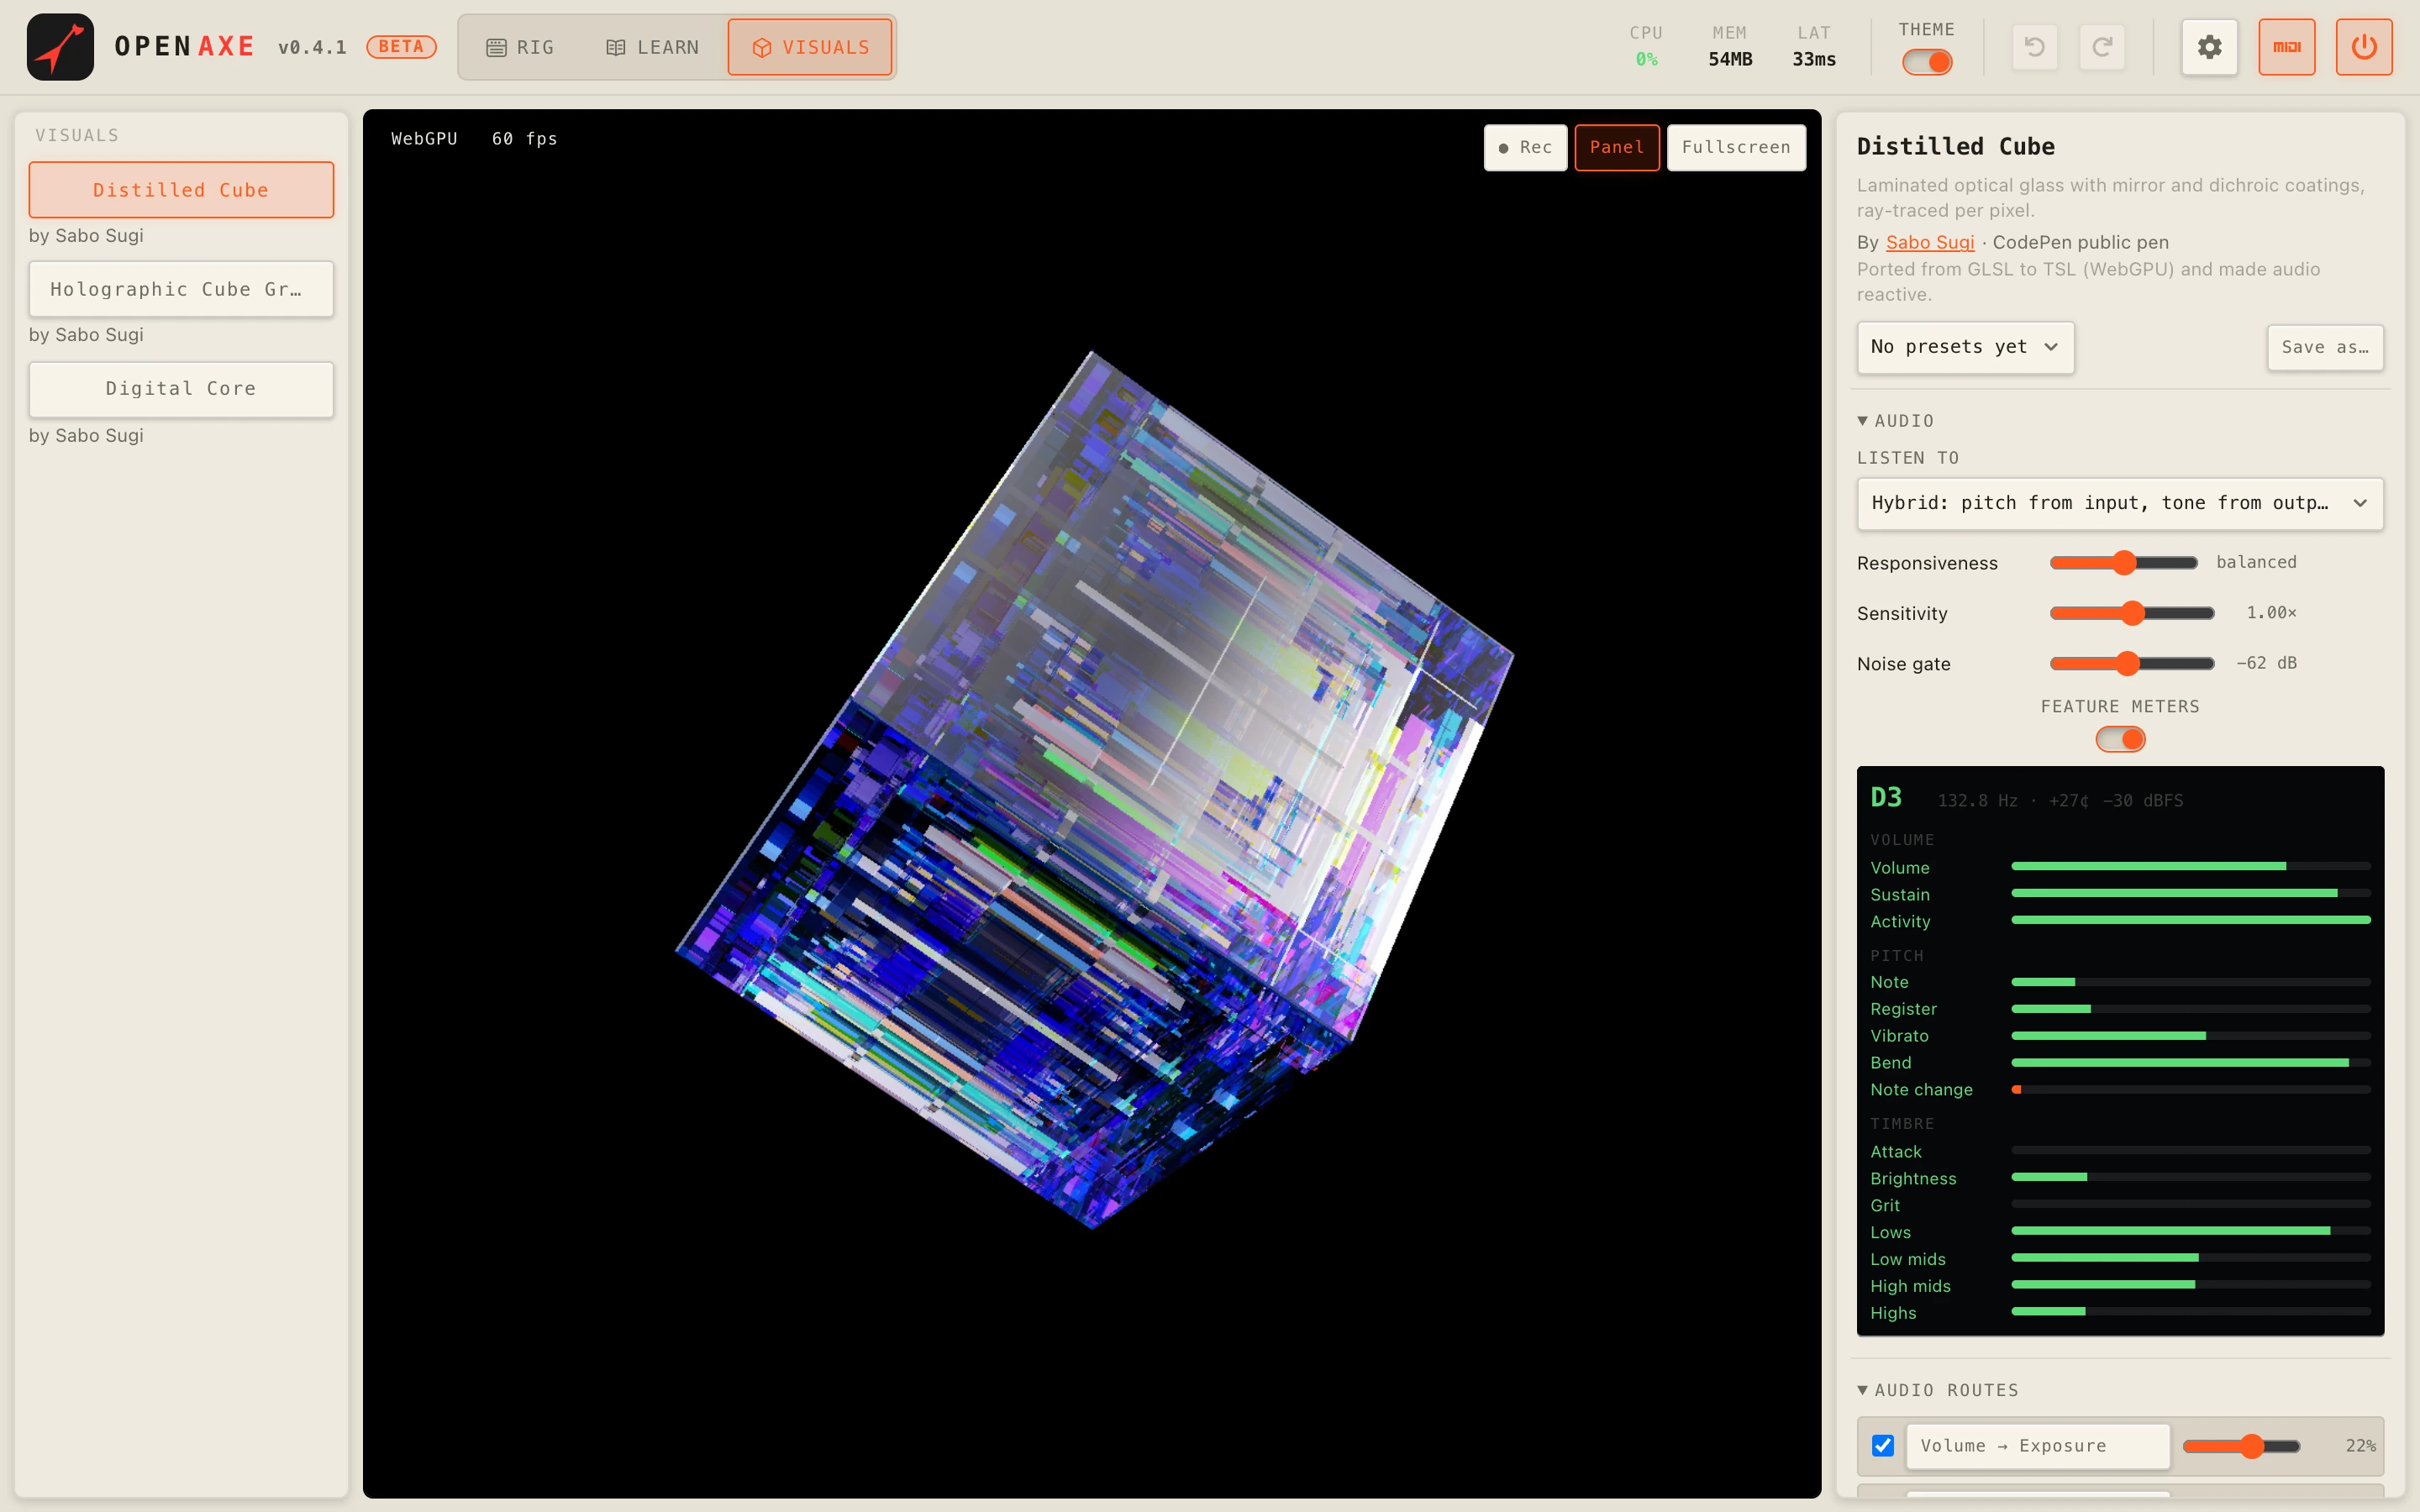 OPENAXE v0.4.1 BETA
RIG LEARN VISUALS
CPU MEM LAT THEME
0% 54MB 33ms
MIDI
VISUALS
Distilled Cube
by Sabo Sugi
Holographic Cube Gr…
by Sabo Sugi
Digital Core
by Sabo Sugi
WebGPU 60 fps
● Rec Panel Fullscreen
Distilled Cube
Laminated optical glass with mirror and dichroic coatings,
ray-traced per pixel.
By Sabo Sugi · CodePen public pen
Ported from GLSL to TSL (WebGPU) and made audio
reactive.
No presets yet Save as…
▼ AUDIO
LISTEN TO
Hybrid: pitch from input, tone from outp…
Responsiveness balanced
Sensitivity 1.00×
Noise gate −62 dB
FEATURE METERS
D3 132.8 Hz · +27¢ −30 dBFS
VOLUME
Volume
Sustain
Activity
PITCH
Note
Register
Vibrato
Bend
Note change
TIMBRE
Attack
Brightness
Grit
Lows
Low mids
High mids
Highs
▼ AUDIO ROUTES
Volume → Exposure 22%